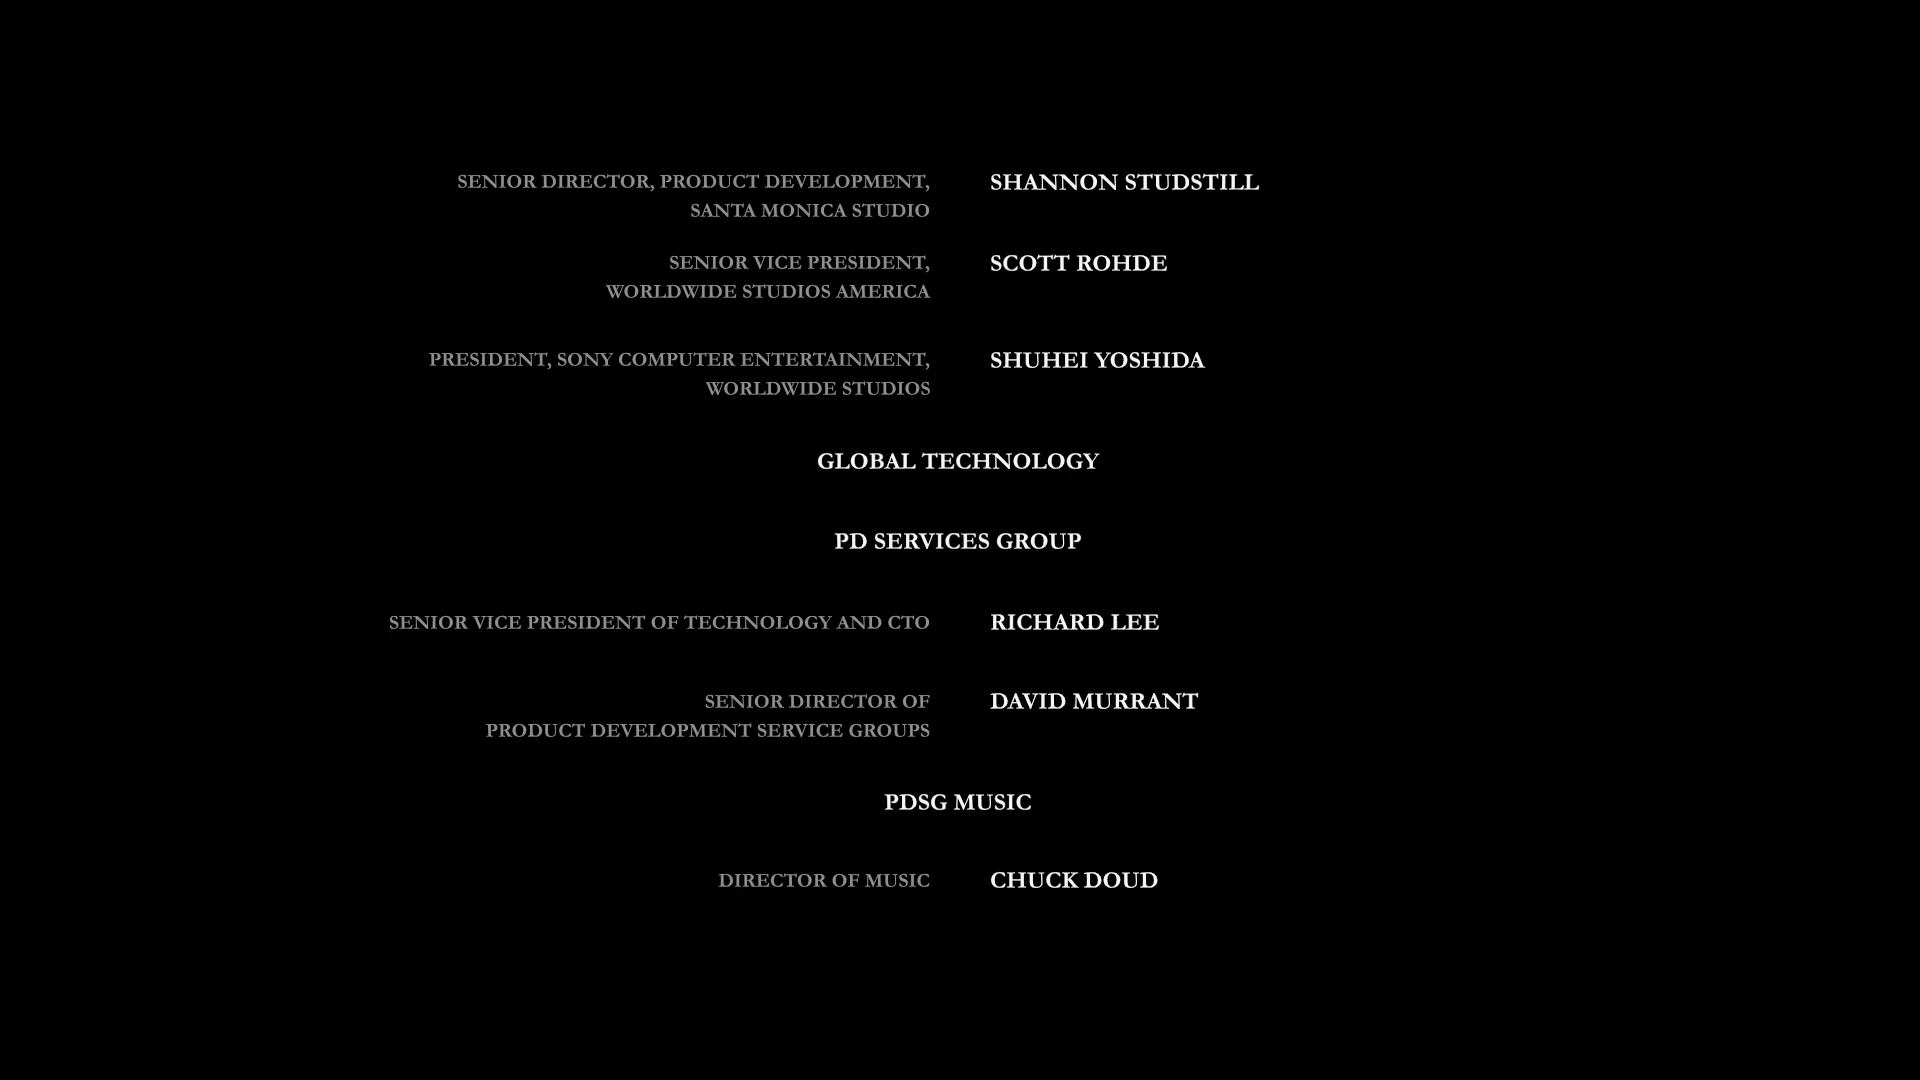 SENIOR DIRECTOR, PRODUCT DEVELOPMENT, SHANNON STUDSTILL
SANTA MONICA STUDIO
SENIOR VICE PRESIDENT, SCOTT ROHDE
WORLDWIDE STUDIOS AMERICA
PRESIDENT, SONY COMPUTER ENTERTAINMENT, SHUHEI YOSHIDA
WORLDWIDE STUDIOS
GLOBAL TECHNOLOGY
PD SERVICES GROUP
SENIOR VICE PRESIDENT OF TECHNOLOGY AND CTO RICHARD LEE
SENIOR DIRECTOR OF DAVID MURRANT
PRODUCT DEVELOPMENT SERVICE GROUPS
PDSG MUSIC
DIRECTOR OF MUSIC CHUCK DOUD